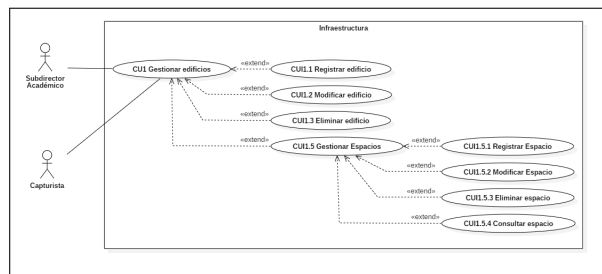 Infraestructura
Subdirector
Académico
CU1 Gestionar edificios
«extend»
CUI1.1 Registrar edificio
«extend»
CUI1.2 Modificar edificio
«extend»
CUI1.3 Eliminar edificio
«extend»
CUI1.5 Gestionar Espacios
«extend»
CUI1.5.1 Registrar Espacio
«extend»
CUI1.5.2 Modificar Espacio
«extend»
CUI1.5.3 Eliminar espacio
«extend»
CUI1.5.4 Consultar espacio
Capturista